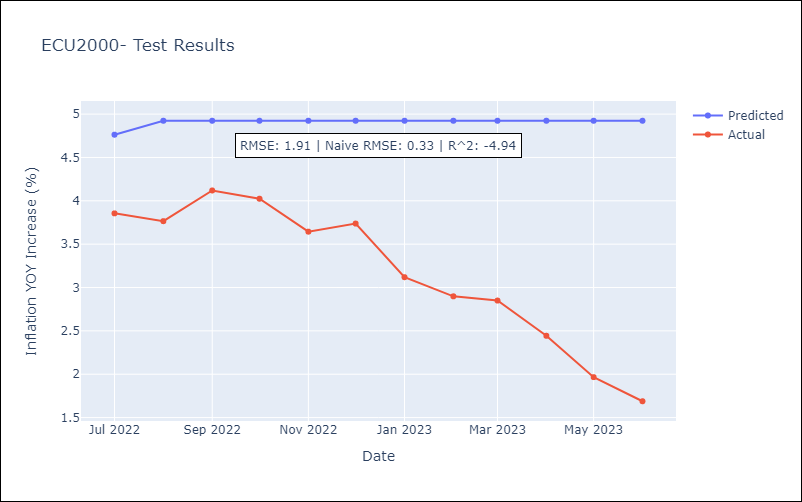 ECU2000- Test Results
Predicted
Actual
RMSE: 1.91 | Naive RMSE: 0.33 | R^2: -4.94
5
4.5
4
3.5
3
2.5
2
1.5
Inflation YOY Increase (%)
Jul 2022 Sep 2022 Nov 2022 Jan 2023 Mar 2023 May 2023
Date